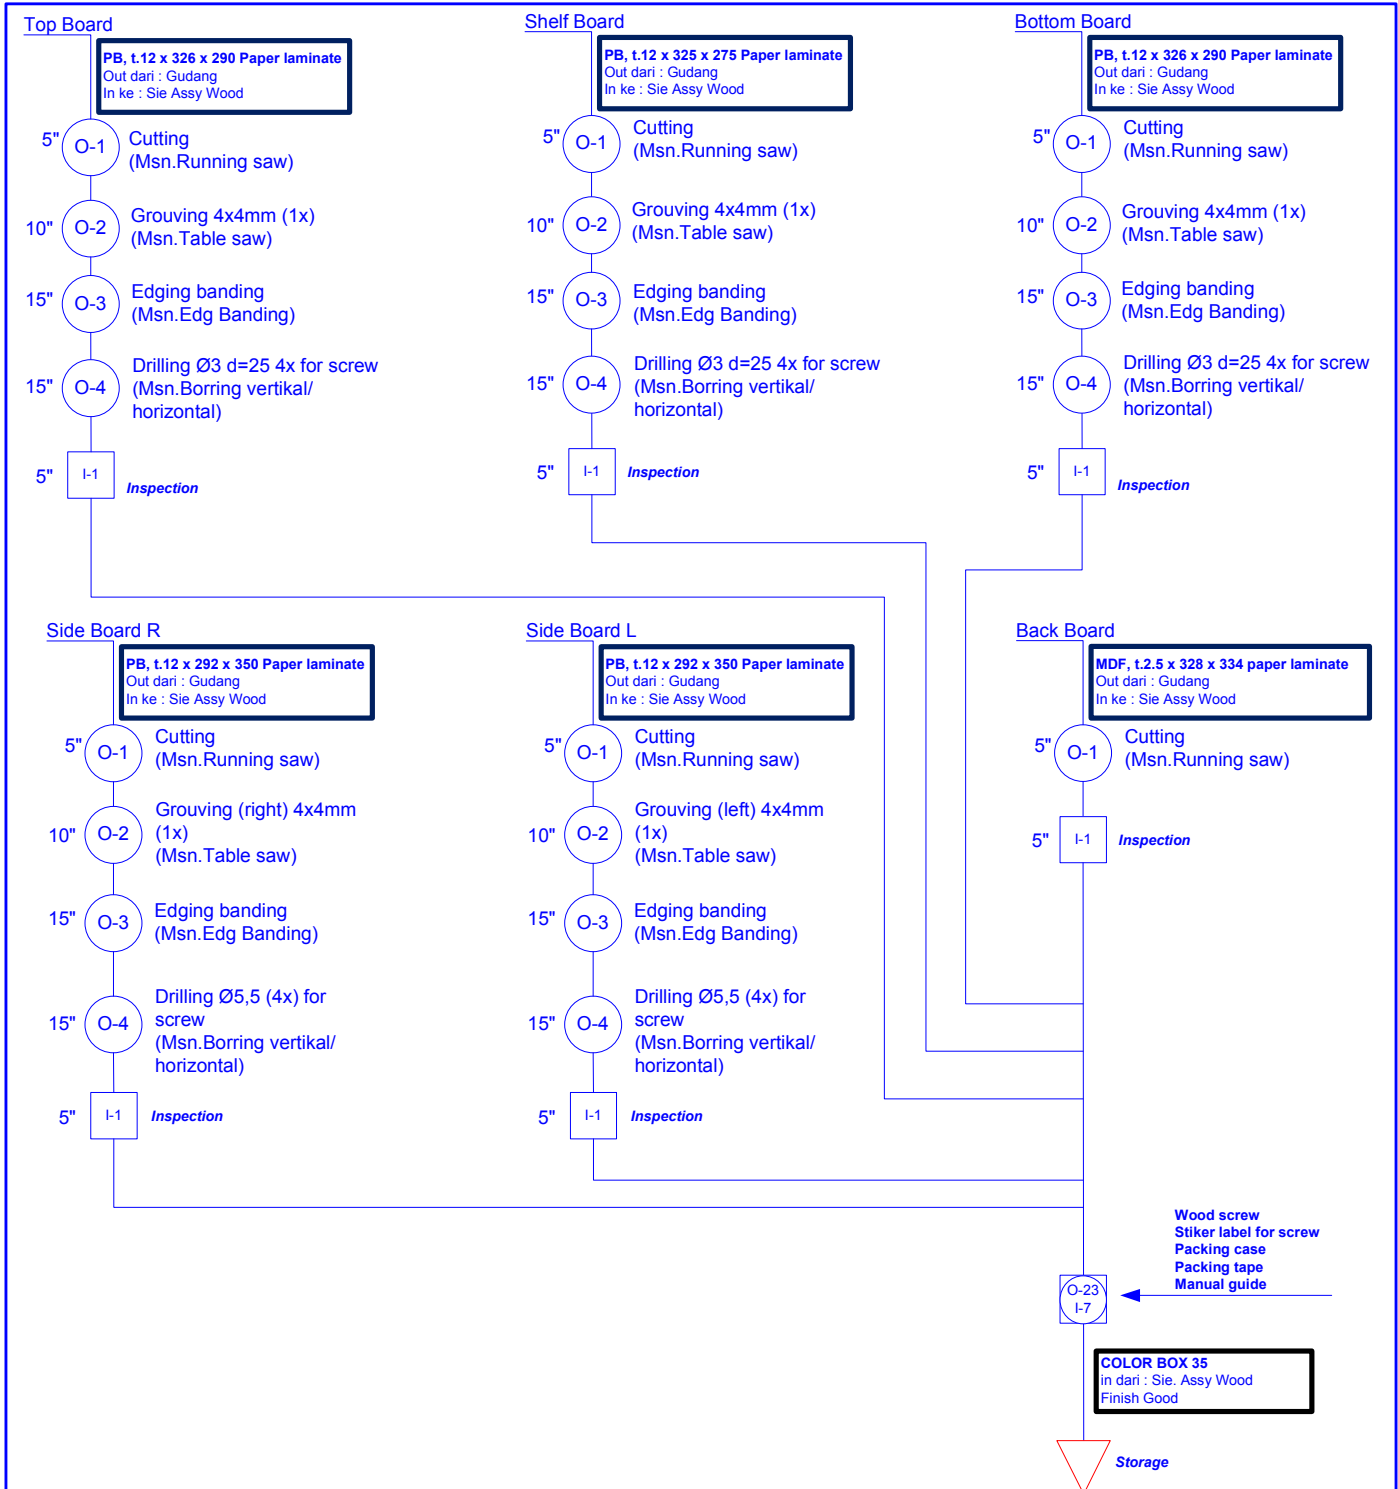 Top Board
PB, t.12 x 326 x 290 Paper laminate
Out dari : Gudang
In ke : Sie Assy Wood
5"
O-1
Cutting
(Msn.Running saw)
10"
O-2
Grouving 4x4mm (1x)
(Msn.Table saw)
15"
O-3
Edging banding
(Msn.Edg Banding)
15"
O-4
Drilling Ø3 d=25 4x for screw
(Msn.Borring vertikal/
horizontal)
5"
I-1
Inspection
Shelf Board
PB, t.12 x 325 x 275 Paper laminate
Out dari : Gudang
In ke : Sie Assy Wood
5"
O-1
Cutting
(Msn.Running saw)
10"
O-2
Grouving 4x4mm (1x)
(Msn.Table saw)
15"
O-3
Edging banding
(Msn.Edg Banding)
15"
O-4
Drilling Ø3 d=25 4x for screw
(Msn.Borring vertikal/
horizontal)
5"
I-1
Inspection
Bottom Board
PB, t.12 x 326 x 290 Paper laminate
Out dari : Gudang
In ke : Sie Assy Wood
5"
O-1
Cutting
(Msn.Running saw)
10"
O-2
Grouving 4x4mm (1x)
(Msn.Table saw)
15"
O-3
Edging banding
(Msn.Edg Banding)
15"
O-4
Drilling Ø3 d=25 4x for screw
(Msn.Borring vertikal/
horizontal)
5"
I-1
Inspection
Side Board R
PB, t.12 x 292 x 350 Paper laminate
Out dari : Gudang
In ke : Sie Assy Wood
5"
O-1
Cutting
(Msn.Running saw)
10"
O-2
Grouving (right) 4x4mm
(1x)
(Msn.Table saw)
15"
O-3
Edging banding
(Msn.Edg Banding)
15"
O-4
Drilling Ø5,5 (4x) for
screw
(Msn.Borring vertikal/
horizontal)
5"
I-1
Inspection
Side Board L
PB, t.12 x 292 x 350 Paper laminate
Out dari : Gudang
In ke : Sie Assy Wood
5"
O-1
Cutting
(Msn.Running saw)
10"
O-2
Grouving (left) 4x4mm
(1x)
(Msn.Table saw)
15"
O-3
Edging banding
(Msn.Edg Banding)
15"
O-4
Drilling Ø5,5 (4x) for
screw
(Msn.Borring vertikal/
horizontal)
5"
I-1
Inspection
Back Board
MDF, t.2.5 x 328 x 334 paper laminate
Out dari : Gudang
In ke : Sie Assy Wood
5"
O-1
Cutting
(Msn.Running saw)
5"
I-1
Inspection
Wood screw
Stiker label for screw
Packing case
Packing tape
Manual guide
O-23
I-7
COLOR BOX 35
in dari : Sie. Assy Wood
Finish Good
Storage